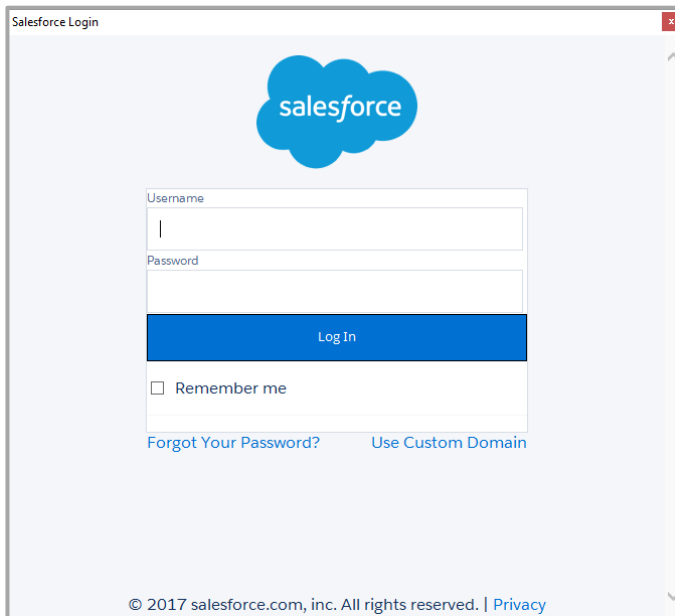 Salesforce Login
x
salesforce
Username
Password
Log In
Remember me
Forgot Your Password? Use Custom Domain
© 2017 salesforce.com, inc. All rights reserved. | Privacy